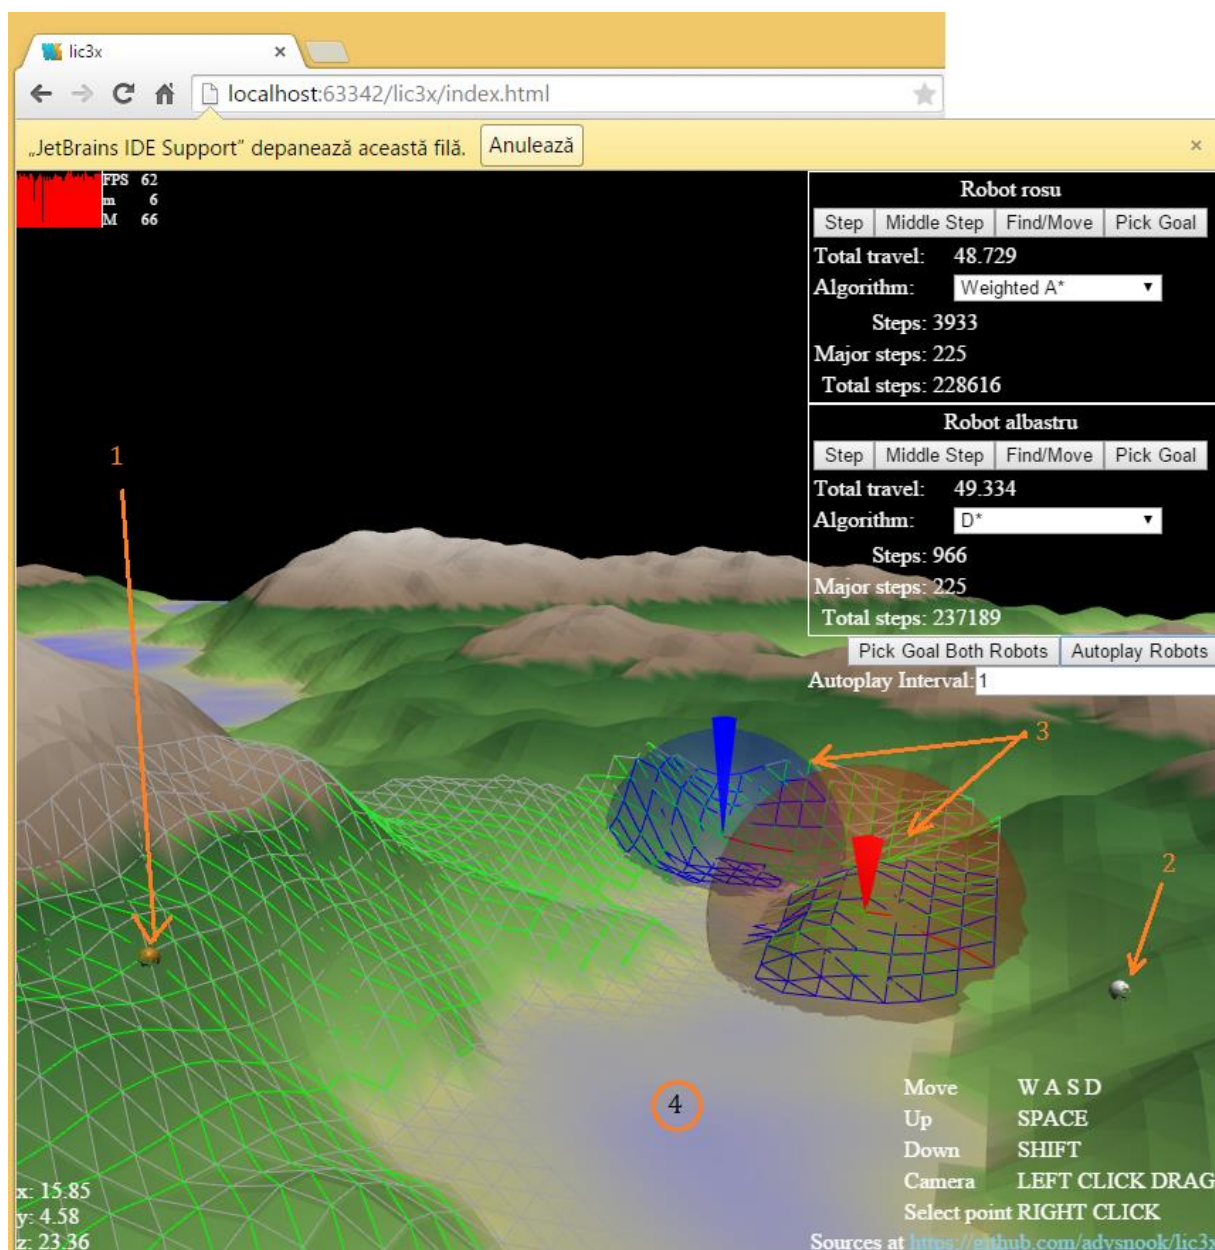 lic3x
localhost:63342/lic3x/index.html
„JetBrains IDE Support” depanează această filă. Anulează
FPS 62
m 6
M 66
Robot rosu
Step Middle Step Find/Move Pick Goal
Total travel: 48.729
Algorithm: Weighted A*
Steps: 3933
Major steps: 225
Total steps: 228616
Robot albastru
Step Middle Step Find/Move Pick Goal
Total travel: 49.334
Algorithm: D*
Steps: 966
Major steps: 225
Total steps: 237189
Pick Goal Both Robots Autoplay Robots
Autoplay Interval: 1
1
3
2
4
Move W A S D
Up SPACE
Down SHIFT
Camera LEFT CLICK DRAG
Select point RIGHT CLICK
Sources at https://github.com/advsnook/lic3x
x: 15.85
y: 4.58
z: 23.36